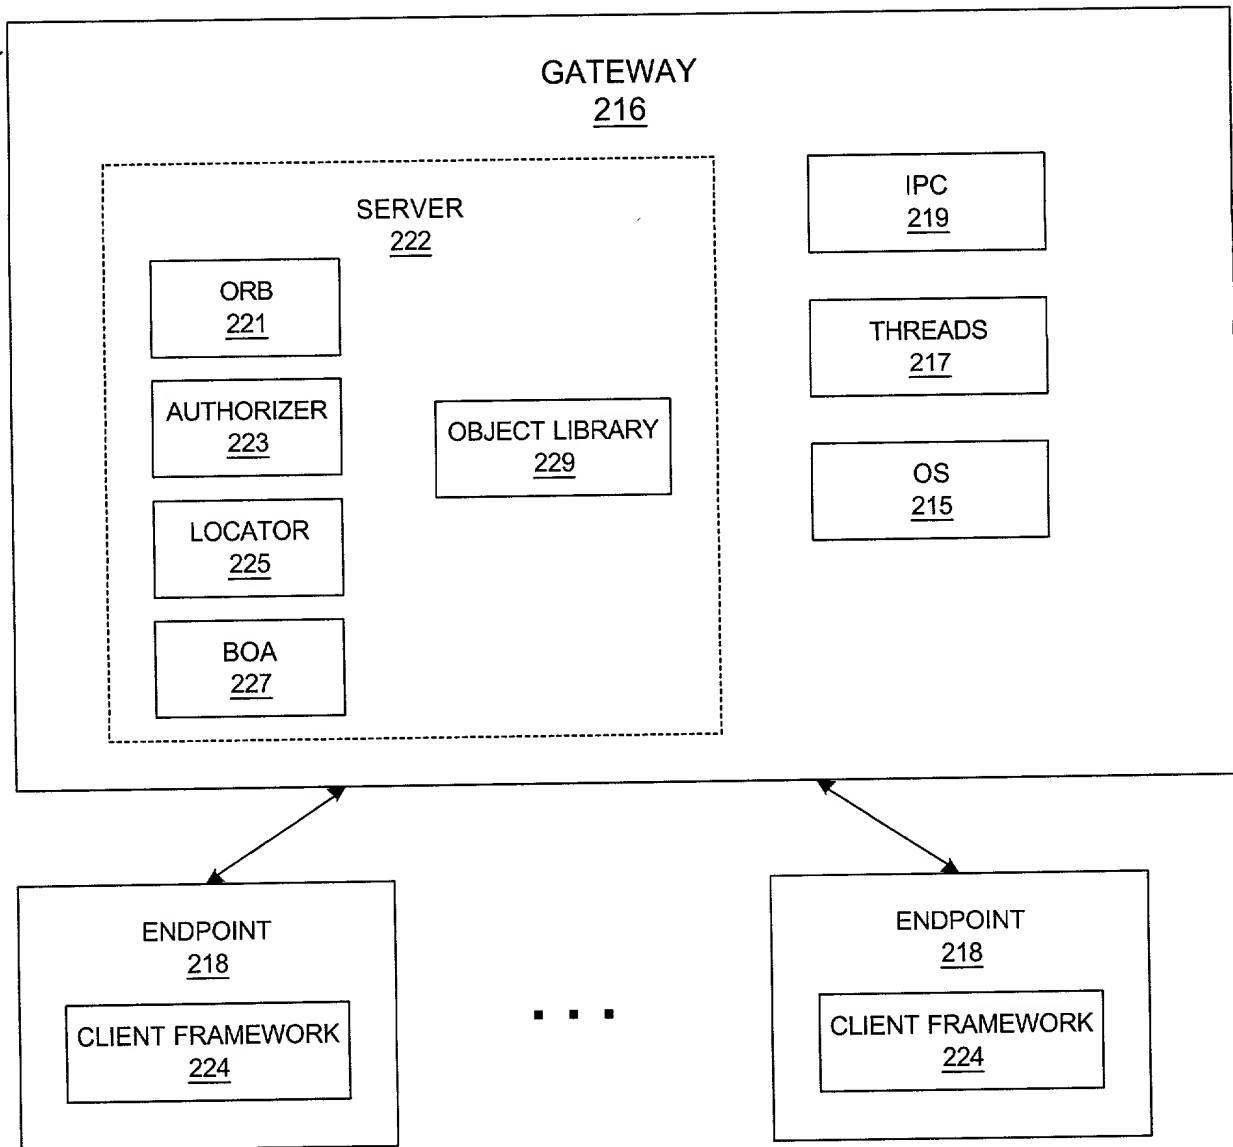 GATEWAY
216
SERVER
222
ORB
221
AUTHORIZER
223
LOCATOR
225
BOA
227
OBJECT LIBRARY
229
IPC
219
THREADS
217
OS
215
ENDPOINT
218
CLIENT FRAMEWORK
224
. . .
ENDPOINT
218
CLIENT FRAMEWORK
224